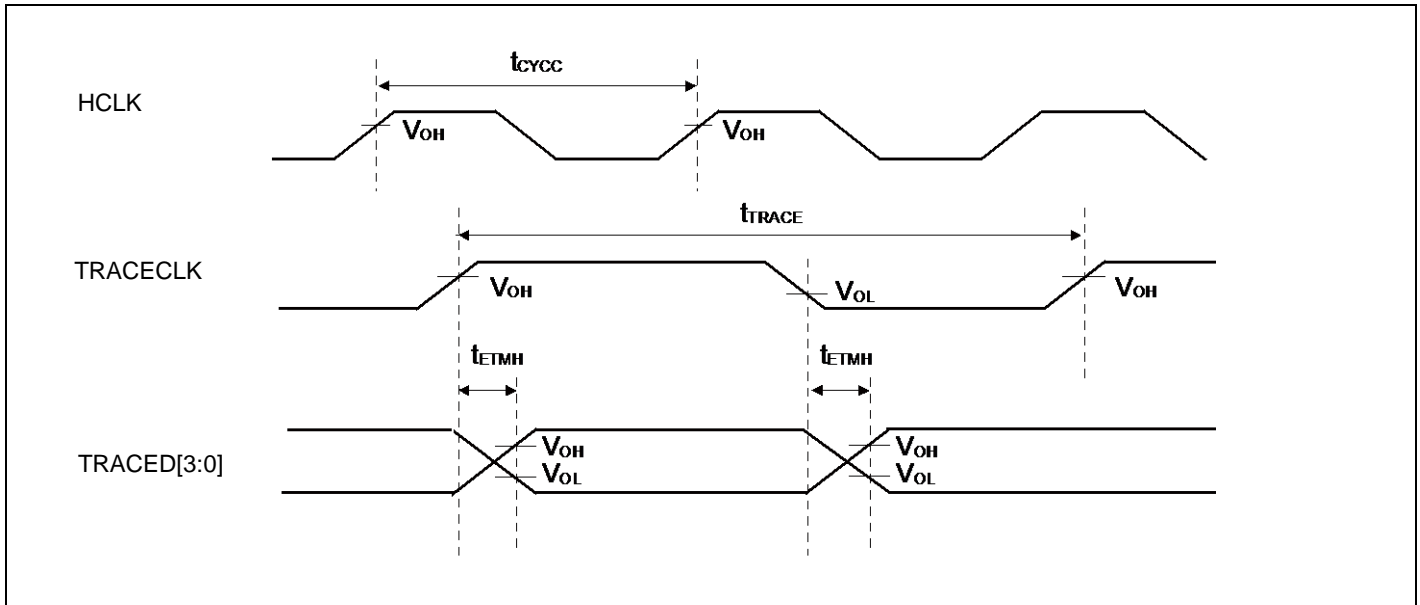 tCYCC
HCLK
VOH
VOH
tTRACE
TRACECLK
VOH
VOL
VOH
tETMH
tETMH
TRACED[3:0]
VOH
VOL
VOH
VOL